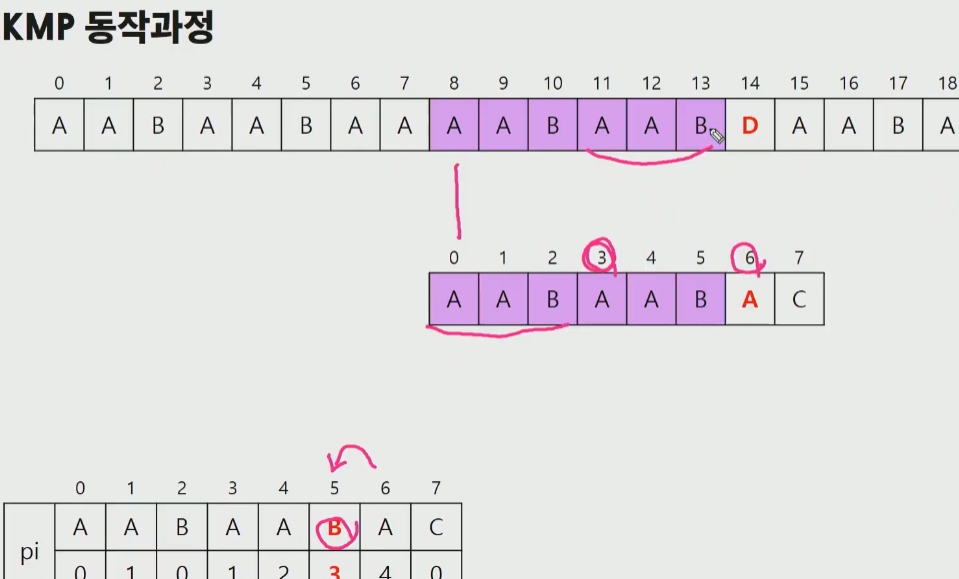 KMP 동작과정
0 1 2 3 4 5 6 7 8 9 10 11 12 13 14 15 16 17 18
A A B A A B A A A A B A A B D A A B A
0 1 2 3 4 5 6 7
A A B A A B A C
0 1 2 3 4 5 6 7
A A B A A B A C
pi
0 1 0 1 2 3 4 0